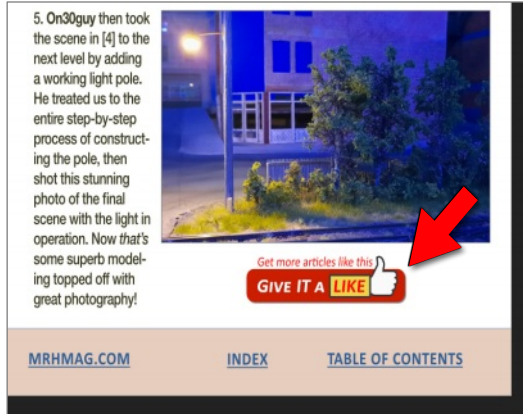 5. On30guy then took
the scene in [4] to the
next level by adding
a working light pole.
He treated us to the
entire step-by-step
process of construct-
ing the pole, then
shot this stunning
photo of the final
scene with the light in
operation. Now that's
some superb model-
ing topped off with
great photography!
Get more articles like this
GIVE IT A LIKE
MRHMAG.COM
INDEX
TABLE OF CONTENTS